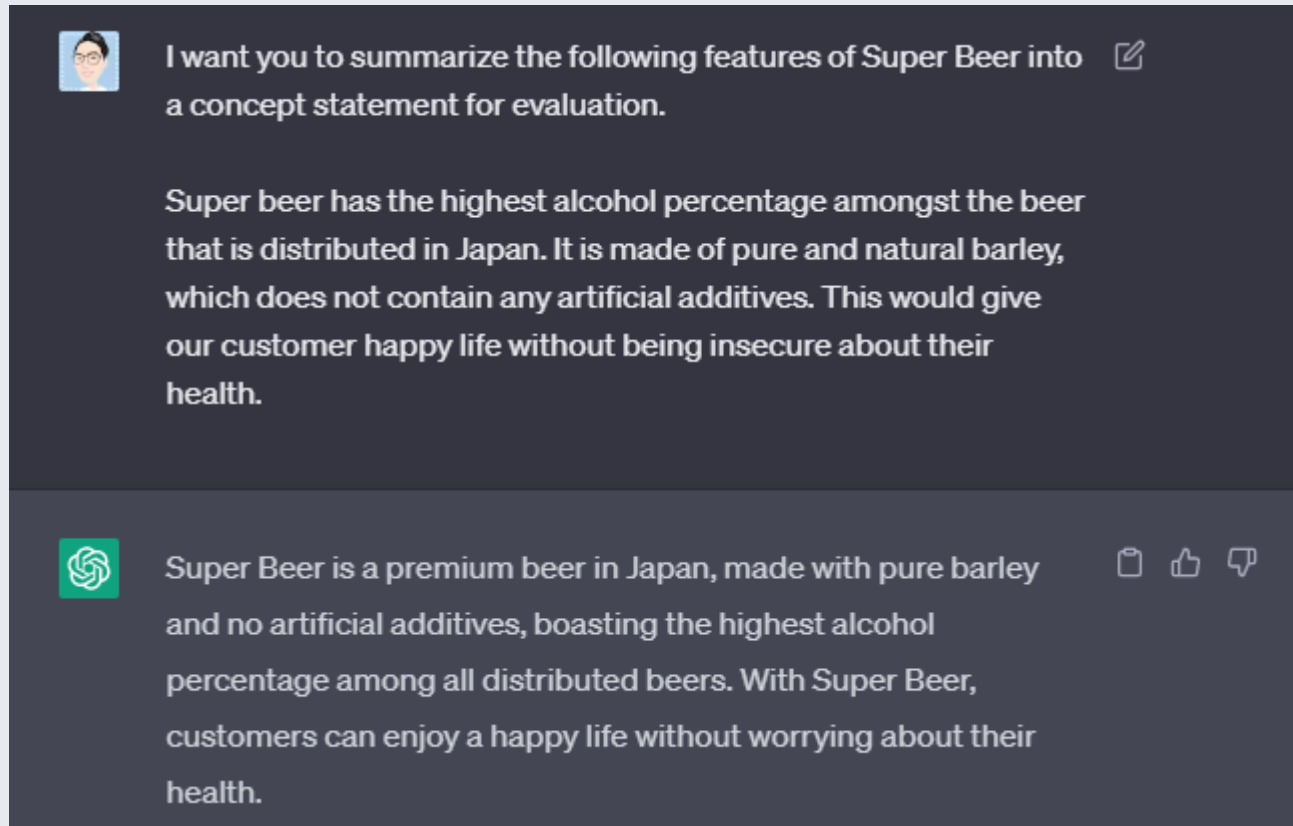 I want you to summarize the following features of Super Beer into
a concept statement for evaluation.
Super beer has the highest alcohol percentage amongst the beer
that is distributed in Japan. It is made of pure and natural barley,
which does not contain any artificial additives. This would give
our customer happy life without being insecure about their
health.
Super Beer is a premium beer in Japan, made with pure barley
and no artificial additives, boasting the highest alcohol
percentage among all distributed beers. With Super Beer,
customers can enjoy a happy life without worrying about their
health.